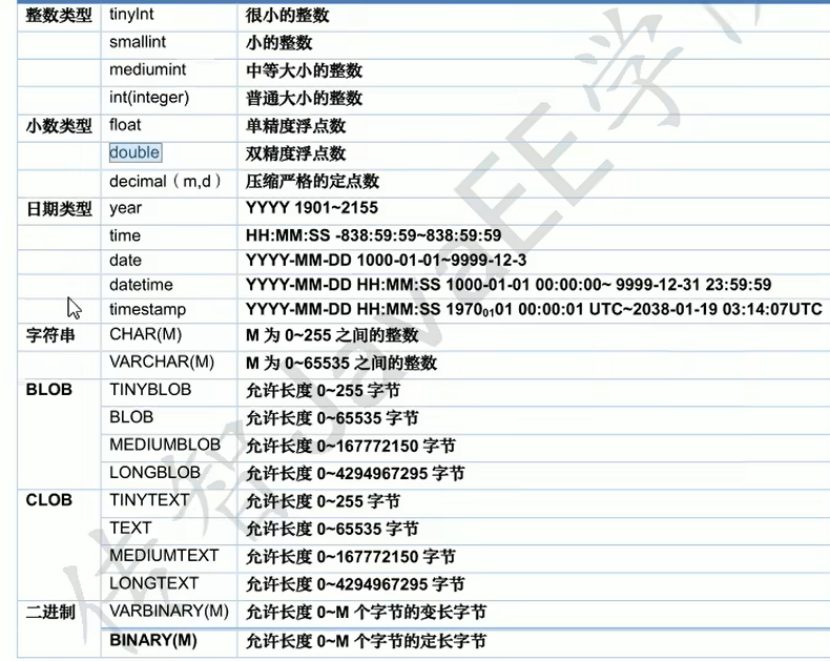 整数类型 tinyInt 很小的整数
smallint 小的整数
mediumint 中等大小的整数
int(integer) 普通大小的整数
小数类型 float 单精度浮点数
double 双精度浮点数
decimal（m,d） 压缩严格的定点数
日期类型 year YYYY 1901~2155
time HH:MM:SS -838:59:59~838:59:59
date YYYY-MM-DD 1000-01-01~9999-12-3
datetime YYYY-MM-DD HH:MM:SS 1000-01-01 00:00:00~ 9999-12-31 23:59:59
timestamp YYYY-MM-DD HH:MM:SS 1970₀₁01 00:00:01 UTC~2038-01-19 03:14:07UTC
字符串 CHAR(M) M 为 0~255 之间的整数
VARCHAR(M) M 为 0~65535 之间的整数
BLOB TINYBLOB 允许长度 0~255 字节
BLOB 允许长度 0~65535 字节
MEDIUMBLOB 允许长度 0~167772150 字节
LONGBLOB 允许长度 0~4294967295 字节
CLOB TINYTEXT 允许长度 0~255 字节
TEXT 允许长度 0~65535 字节
MEDIUMTEXT 允许长度 0~167772150 字节
LONGTEXT 允许长度 0~4294967295 字节
二进制 VARBINARY(M) 允许长度 0~M 个字节的变长字节
BINARY(M) 允许长度 0~M 个字节的定长字节
传智JavaEE学